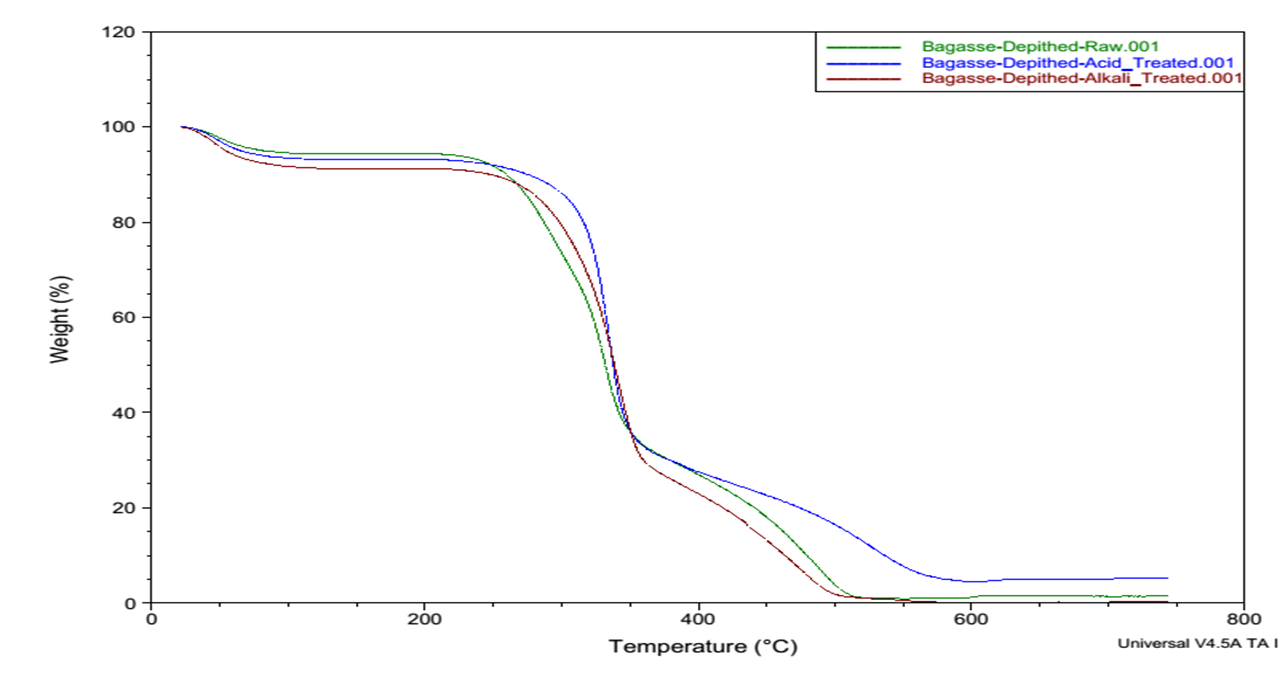 120
Bagasse-Depithed-Raw.001
Bagasse-Depithed-Acid_Treated.001
Bagasse-Depithed-Alkali_Treated.001
100
80
60
40
20
0
Weight (%)
0 200 400 600 800
Temperature (°C)
Universal V4.5A TA I